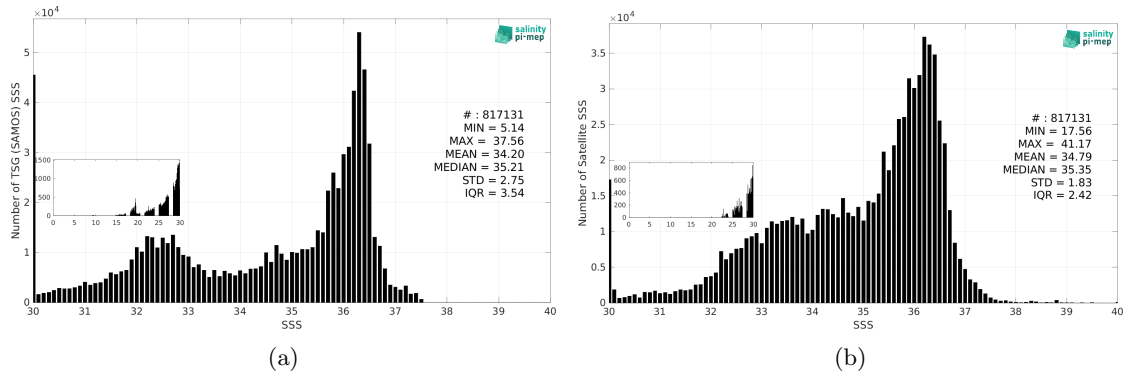 ×10⁴
salinity
pi-mep
# : 817131
MIN = 5.14
MAX = 37.56
MEAN = 34.20
MEDIAN = 35.21
STD = 2.75
IQR = 3.54
Number of TSG (SAMOS) SSS
5
4
3
2
1
0
1500
1000
500
0
0 5 10 15 20 25 30
30 31 32 33 34 35 36 37 38 39 40
SSS
(a)
×10⁴
salinity
pi-mep
# : 817131
MIN = 17.56
MAX = 41.17
MEAN = 34.79
MEDIAN = 35.35
STD = 1.83
IQR = 2.42
Number of Satellite SSS
3.5
3
2.5
2
1.5
1
0.5
0
800
600
400
200
0
0 5 10 15 20 25 30
30 31 32 33 34 35 36 37 38 39 40
SSS
(b)